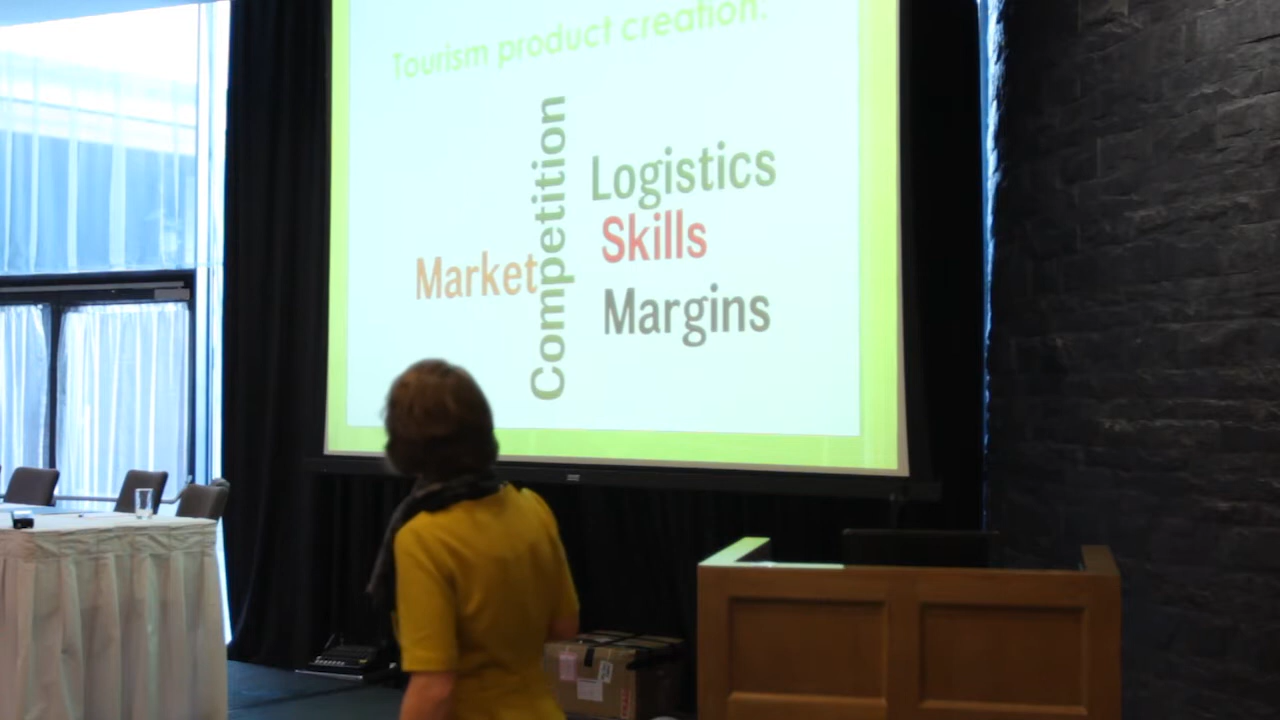 Tourism product creation.
Competition
Logistics
Skills
Market
Margins